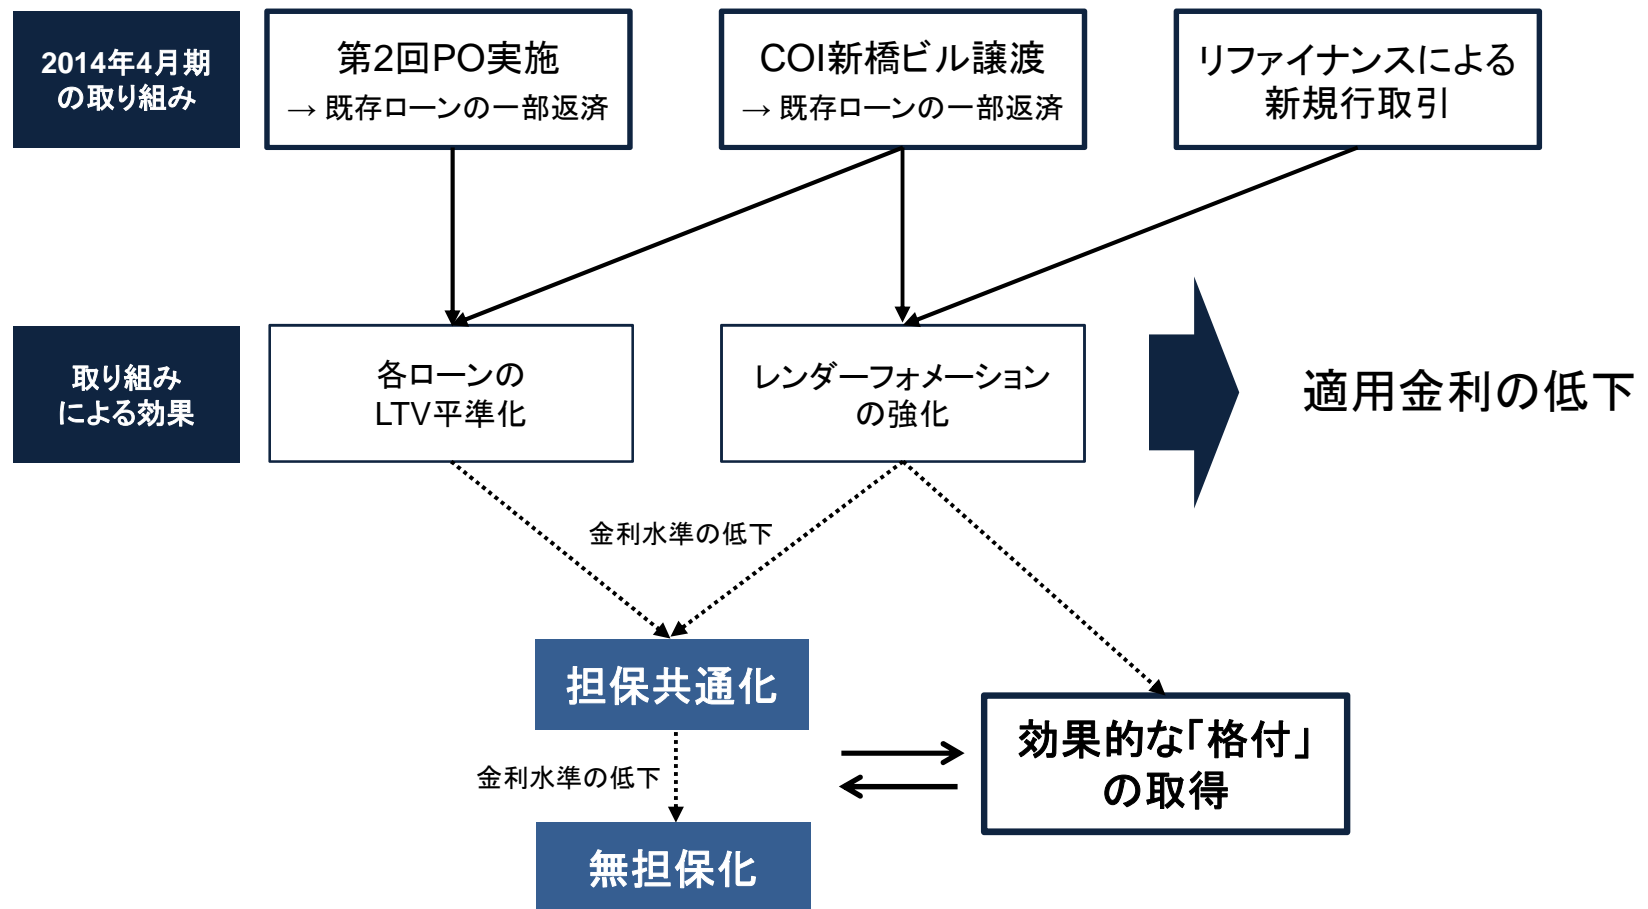 2014年4月期
の取り組み
第2回PO実施
→ 既存ローンの一部返済
COI新橋ビル譲渡
→ 既存ローンの一部返済
リファイナンスによる
新規行取引
取り組み
による効果
各ローンの
LTV平準化
レンダーフォメーション
の強化
適用金利の低下
金利水準の低下
担保共通化
金利水準の低下
無担保化
効果的な「格付」
の取得